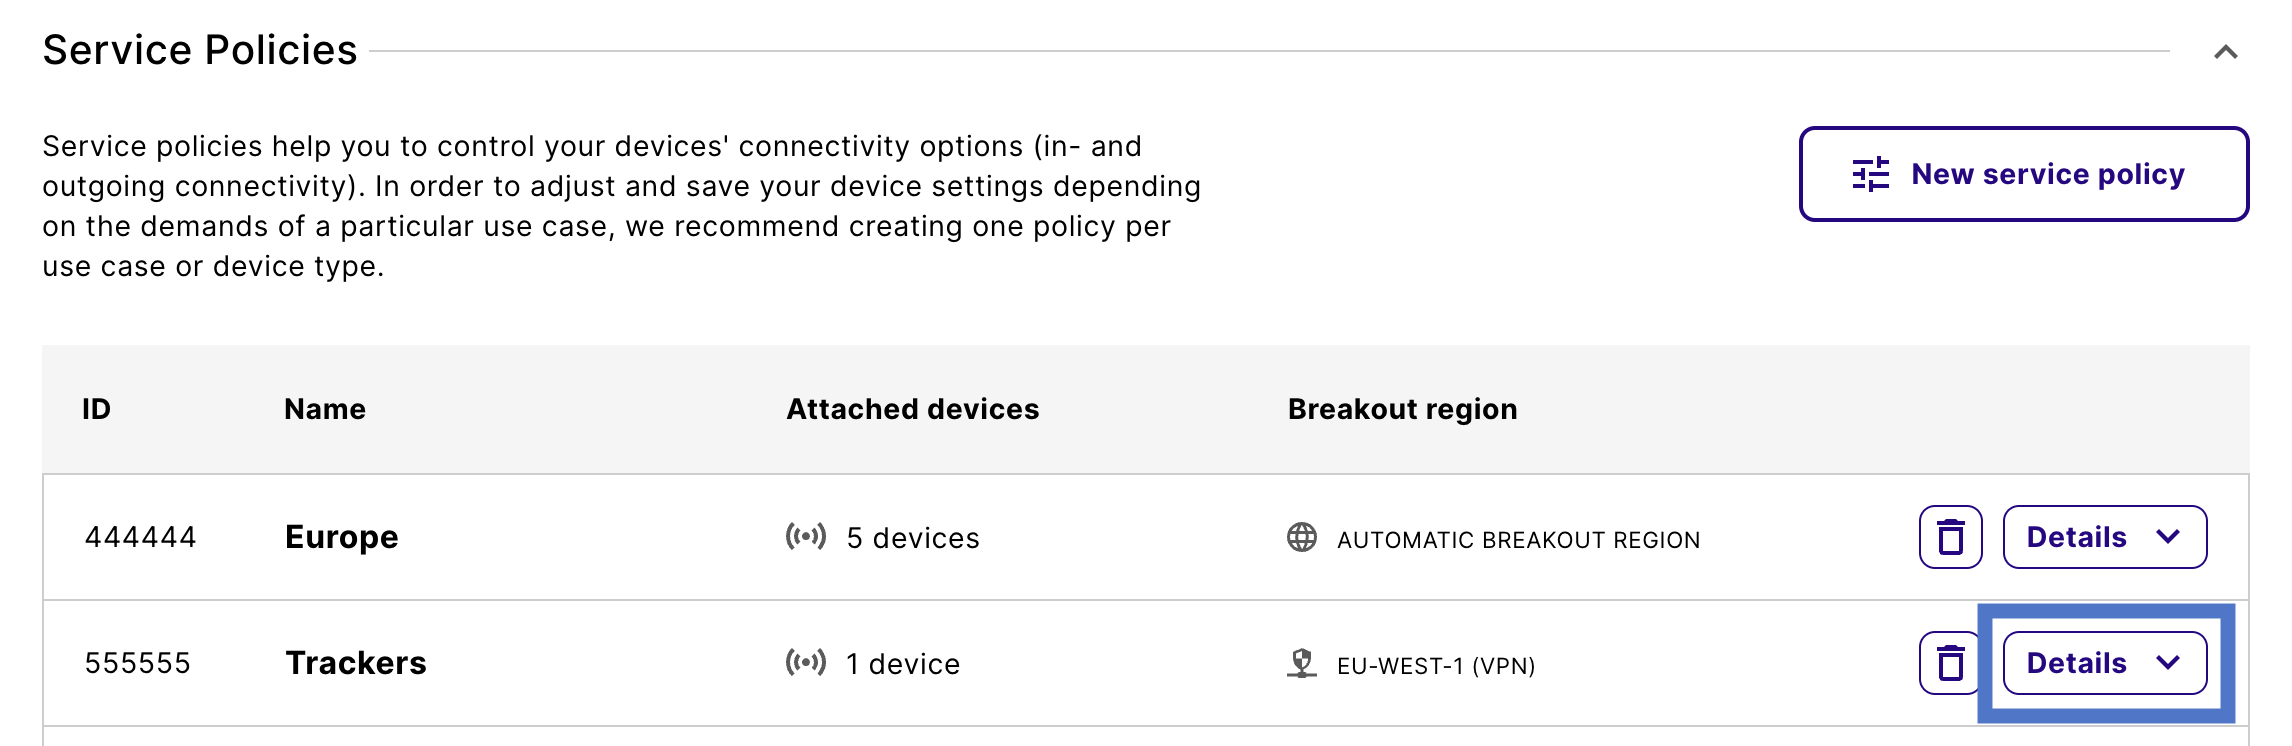 Service Policies
Service policies help you to control your devices' connectivity options (in- and
outgoing connectivity). In order to adjust and save your device settings depending
on the demands of a particular use case, we recommend creating one policy per
use case or device type.
New service policy
ID Name Attached devices Breakout region
444444 Europe 5 devices AUTOMATIC BREAKOUT REGION Details
555555 Trackers 1 device EU-WEST-1 (VPN) Details